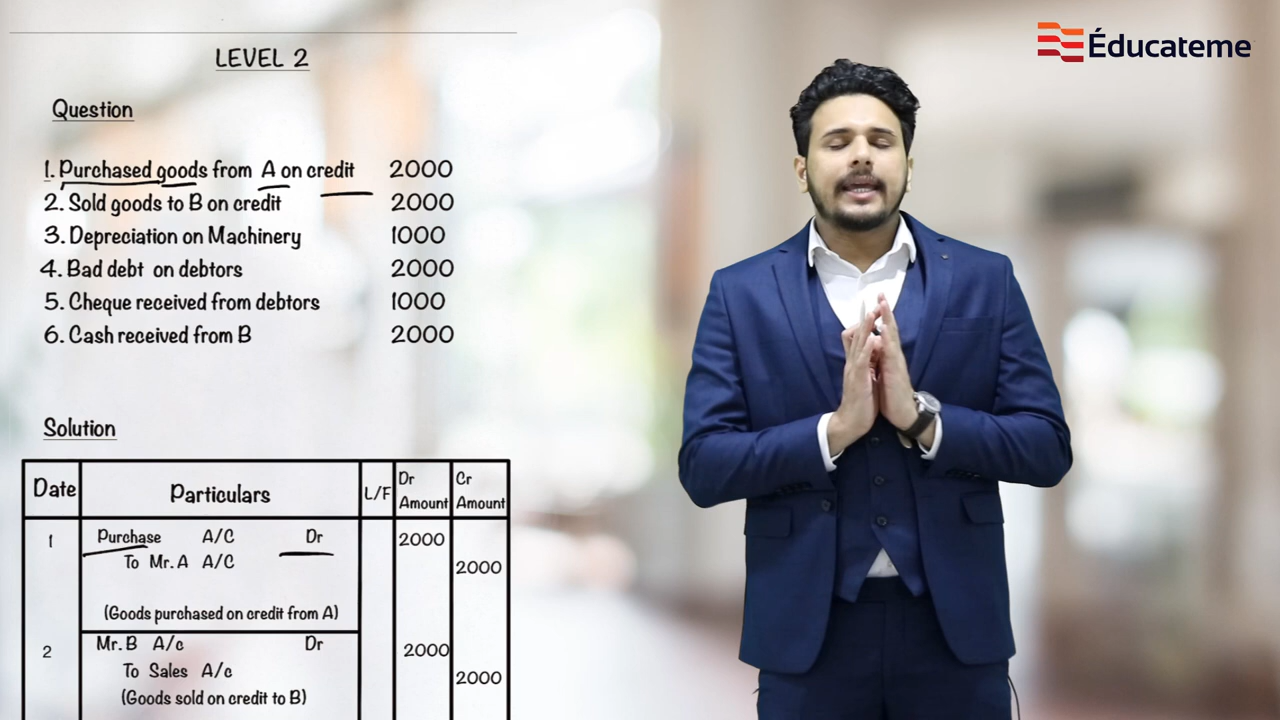 Éducateme
LEVEL 2
Question
1. Purchased goods from A on credit 2000
2. Sold goods to B on credit 2000
3. Depreciation on Machinery 1000
4. Bad debt on debtors 2000
5. Cheque received from debtors 1000
6. Cash received from B 2000
Solution
Date Particulars L/F Dr Amount Cr Amount
1 Purchase A/C Dr 2000
To Mr. A A/C 2000
(Goods purchased on credit from A)
2 Mr. B A/c Dr 2000
To Sales A/c 2000
(Goods sold on credit to B)